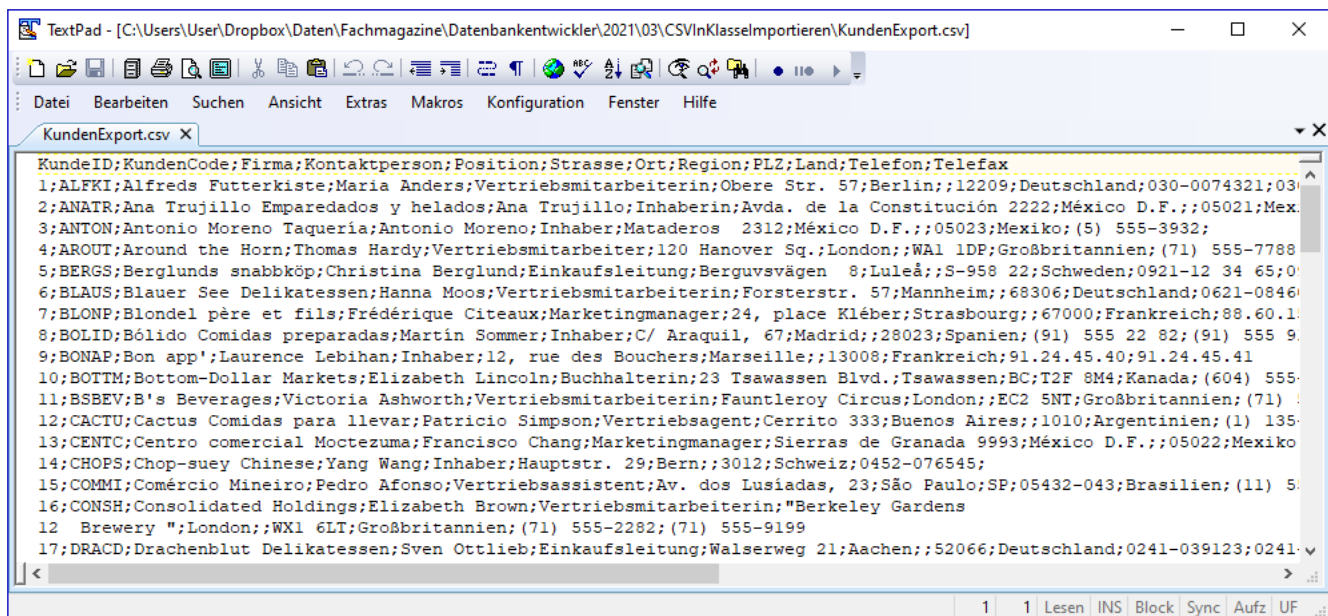 TextPad - [C:\Users\User\Dropbox\Daten\Fachmagazine\Datenbankentwickler\2021\03\CSVInKlasseImportieren\KundenExport.csv]
Datei Bearbeiten Suchen Ansicht Extras Makros Konfiguration Fenster Hilfe
KundenExport.csv
KundeID;KundenCode;Firma;Kontaktperson;Position;Strasse;Ort;Region;PLZ;Land;Telefon;Telefax
1;ALFKI;Alfreds Futterkiste;Maria Anders;Vertriebsmitarbeiterin;Obere Str. 57;Berlin;;12209;Deutschland;030-0074321;03
2;ANATR;Ana Trujillo Emparedados y helados;Ana Trujillo;Inhaberin;Avda. de la Constitución 2222;México D.F.;;05021;Mex
3;ANTON;Antonio Moreno Taquería;Antonio Moreno;Inhaber;Mataderos  2312;México D.F.;;05023;Mexiko;(5) 555-3932;
4;AROUT;Around the Horn;Thomas Hardy;Vertriebsmitarbeiter;120 Hanover Sq.;London;;WA1 1DP;Großbritannien;(71) 555-7788
5;BERGS;Berglunds snabbköp;Christina Berglund;Einkaufsleitung;Berguvsvägen  8;Luleå;;S-958 22;Schweden;0921-12 34 65;0
6;BLAUS;Blauer See Delikatessen;Hanna Moos;Vertriebsmitarbeiterin;Forsterstr. 57;Mannheim;;68306;Deutschland;0621-0846
7;BLONP;Blondel père et fils;Frédérique Citeaux;Marketingmanager;24, place Kléber;Strasbourg;;67000;Frankreich;88.60.1
8;BOLID;Bólido Comidas preparadas;Martín Sommer;Inhaber;C/ Araquil, 67;Madrid;;28023;Spanien;(91) 555 22 82;(91) 555 9
9;BONAP;Bon app';Laurence Lebihan;Inhaber;12, rue des Bouchers;Marseille;;13008;Frankreich;91.24.45.40;91.24.45.41
10;BOTTM;Bottom-Dollar Markets;Elizabeth Lincoln;Buchhalterin;23 Tsawassen Blvd.;Tsawassen;BC;T2F 8M4;Kanada;(604) 555-
11;BSBEV;B's Beverages;Victoria Ashworth;Vertriebsmitarbeiterin;Fauntleroy Circus;London;;EC2 5NT;Großbritannien;(71)
12;CACTU;Cactus Comidas para llevar;Patricio Simpson;Vertriebsagent;Cerrito 333;Buenos Aires;;1010;Argentinien;(1) 135-
13;CENTC;Centro comercial Moctezuma;Francisco Chang;Marketingmanager;Sierras de Granada 9993;México D.F.;;05022;Mexiko
14;CHOPS;Chop-suey Chinese;Yang Wang;Inhaber;Hauptstr. 29;Bern;;3012;Schweiz;0452-076545;
15;COMMI;Comércio Mineiro;Pedro Afonso;Vertriebsassistent;Av. dos Lusíadas, 23;São Paulo;SP;05432-043;Brasilien;(11) 5
16;CONSH;Consolidated Holdings;Elizabeth Brown;Vertriebsmitarbeiterin;"Berkeley Gardens
12  Brewery ";London;;WX1 6LT;Großbritannien;(71) 555-2282;(71) 555-9199
17;DRACD;Drachenblut Delikatessen;Sven Ottlieb;Einkaufsleitung;Walserweg 21;Aachen;;52066;Deutschland;0241-039123;0241-
1 1 Lesen INS Block Sync Aufz UF